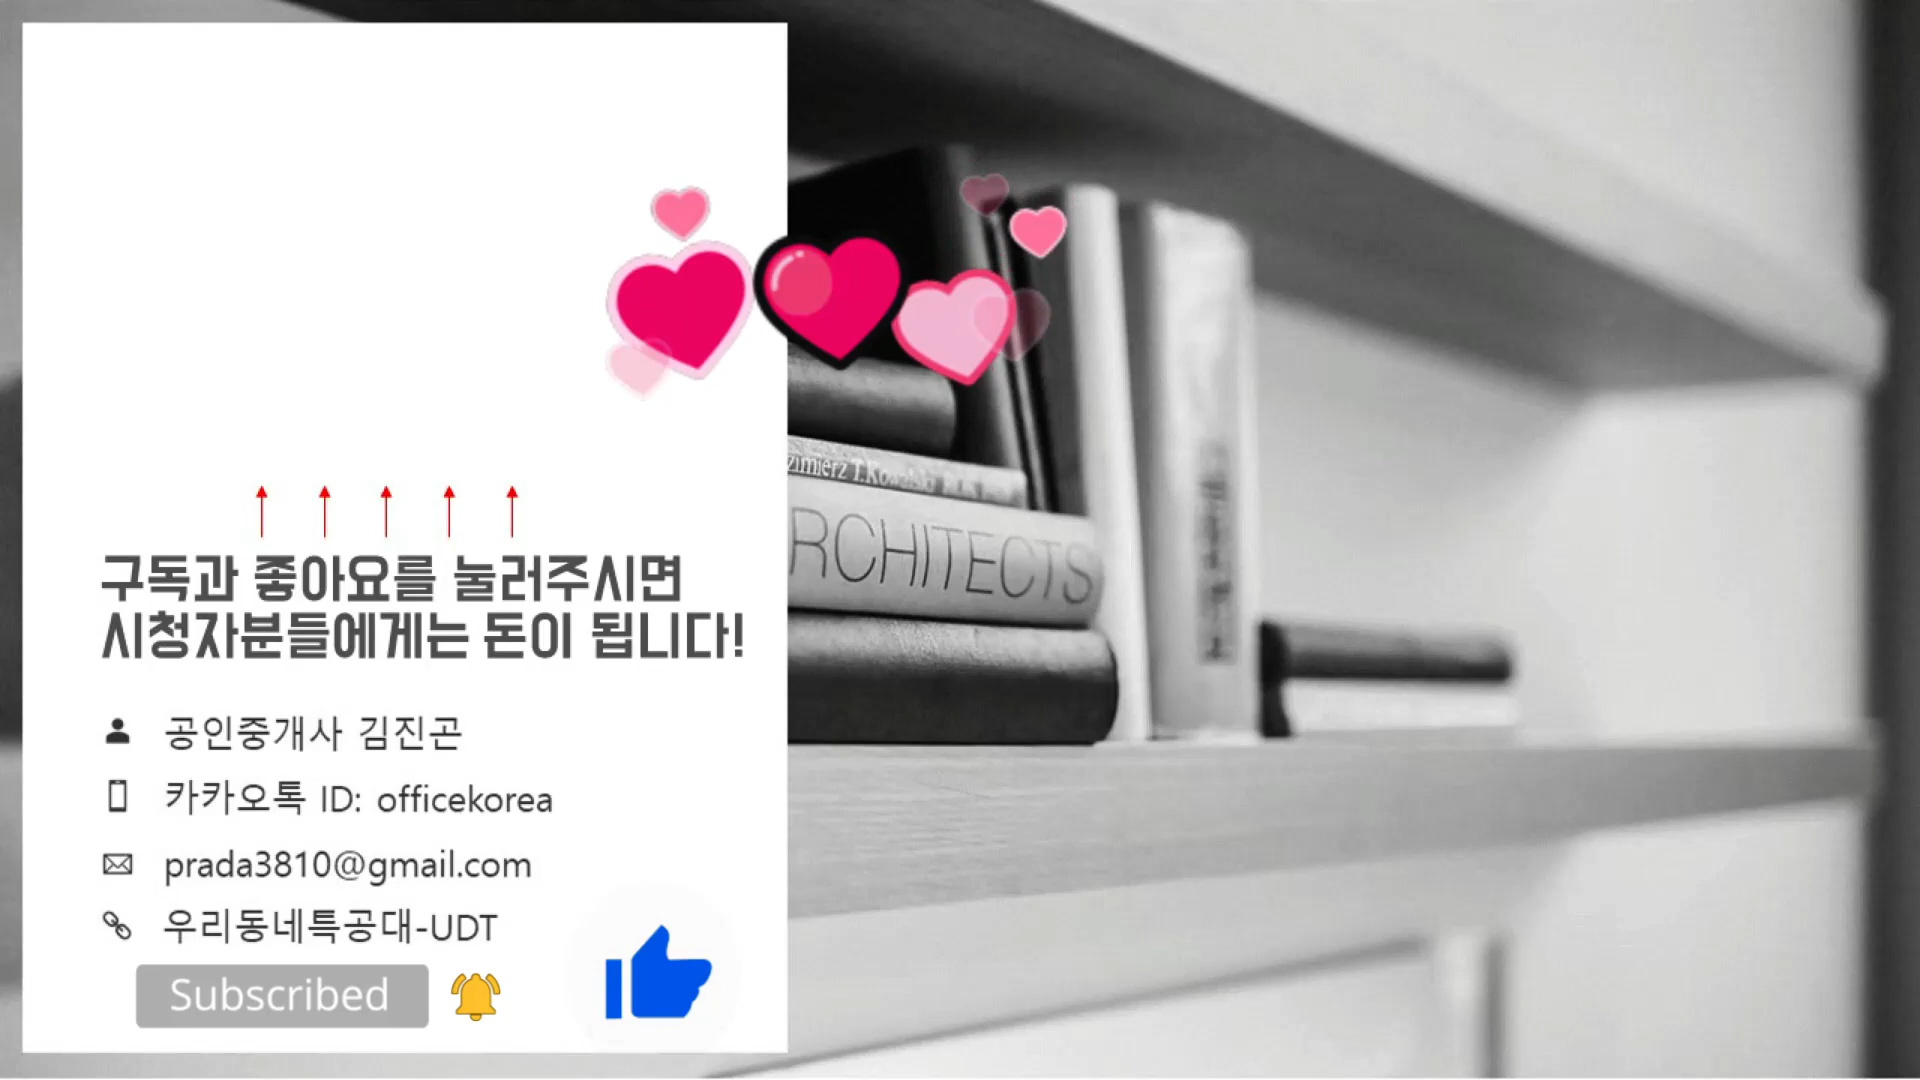 구독과 좋아요를 눌러주시면
시청자분들에게는 돈이 됩니다!
공인중개사 김진곤
카카오톡 ID: officekorea
prada3810@gmail.com
우리동네특공대-UDT
Subscribed
zimierz T.Kowalski
RCHITECTS